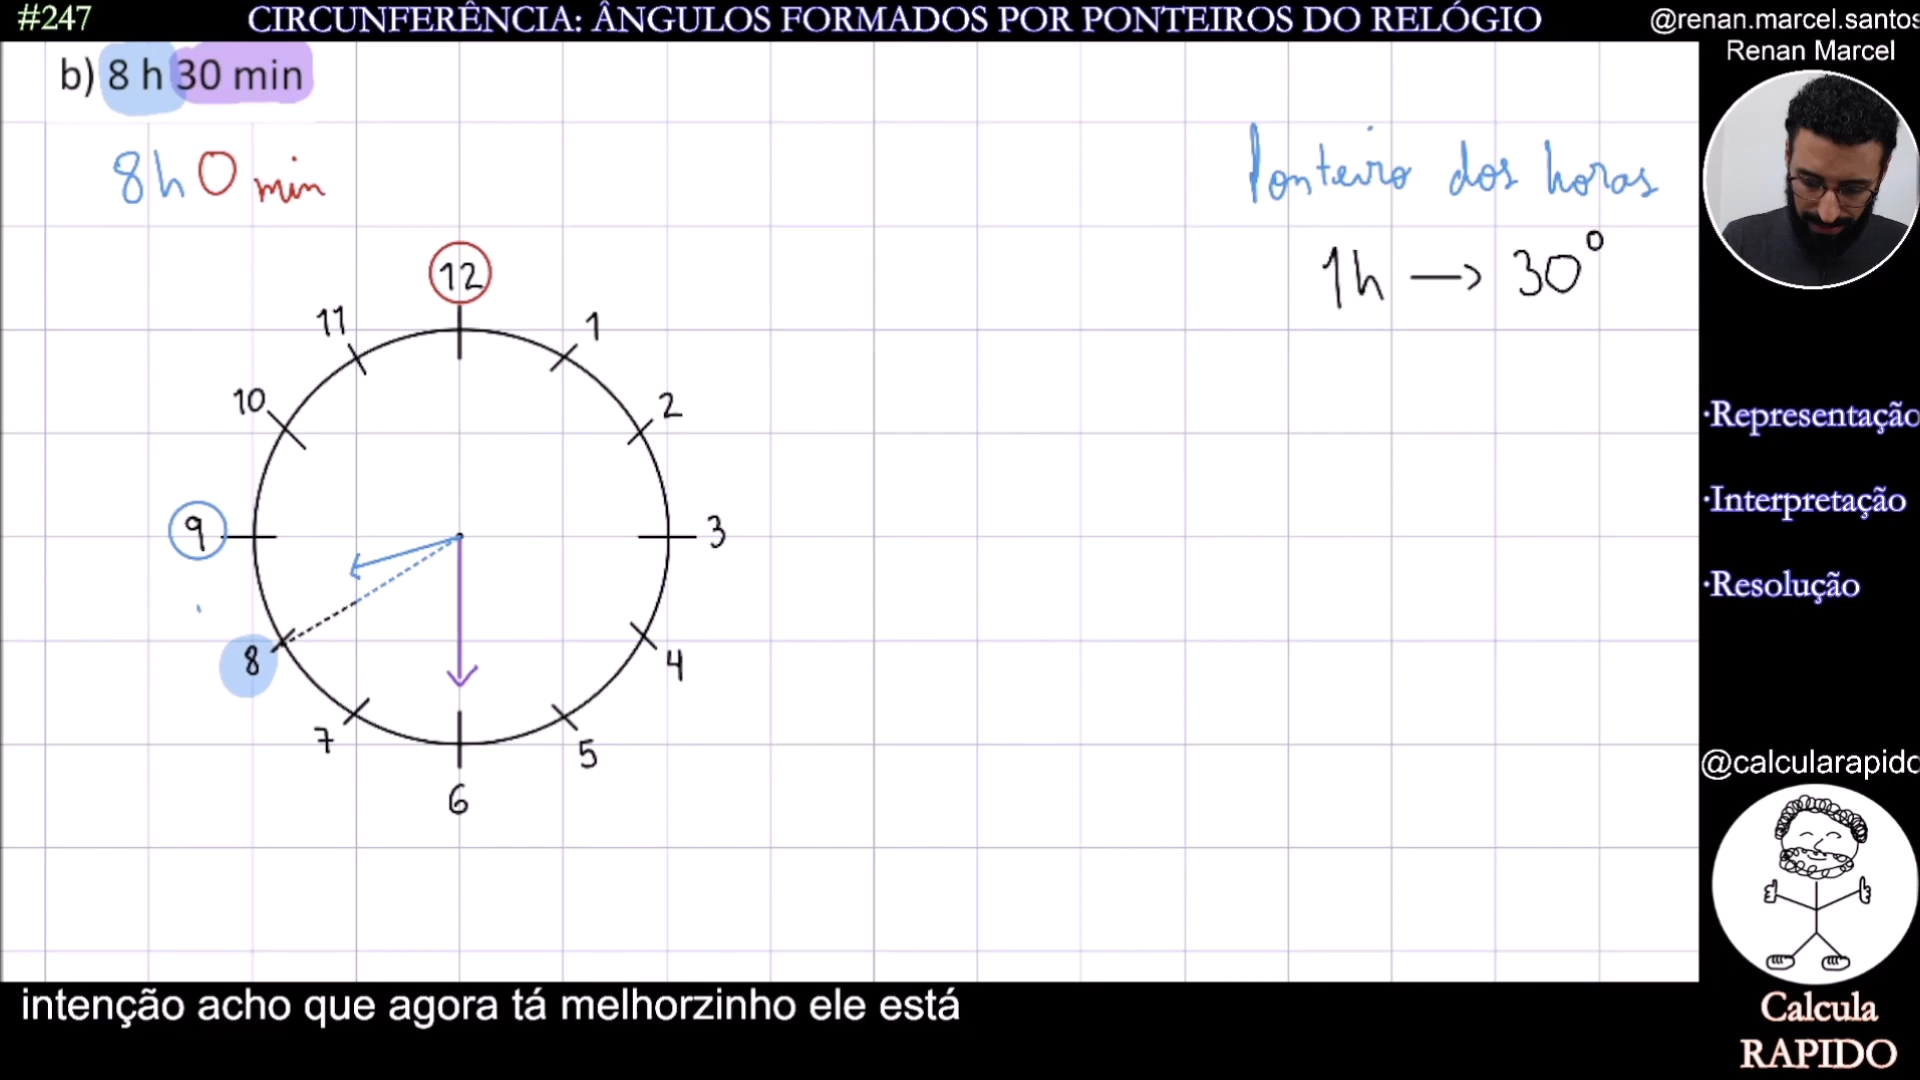 #247
CIRCUNFERÊNCIA: ÂNGULOS FORMADOS POR PONTEIROS DO RELÓGIO
@renan.marcel.santos
Renan Marcel
b) 8 h 30 min
8h 0 min
Ponteiro dos horas
1h → 30°
12
11
1
10
2
9
3
8
4
7
5
6
·Representação
·Interpretação
·Resolução
@calcularapido
Calcula
RAPIDO
intenção acho que agora tá melhorzinho ele está